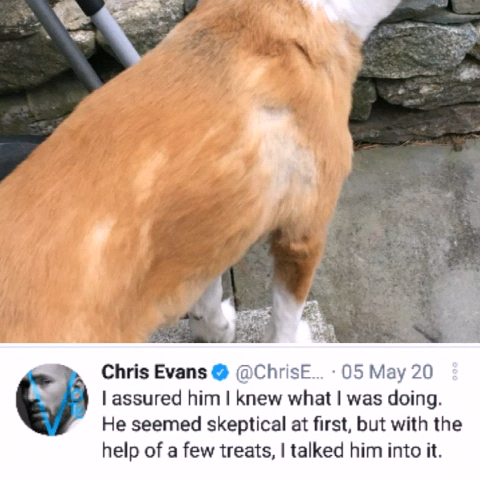 Chris Evans @ChrisE... · 05 May 20
I assured him I knew what I was doing.
He seemed skeptical at first, but with the
help of a few treats, I talked him into it.